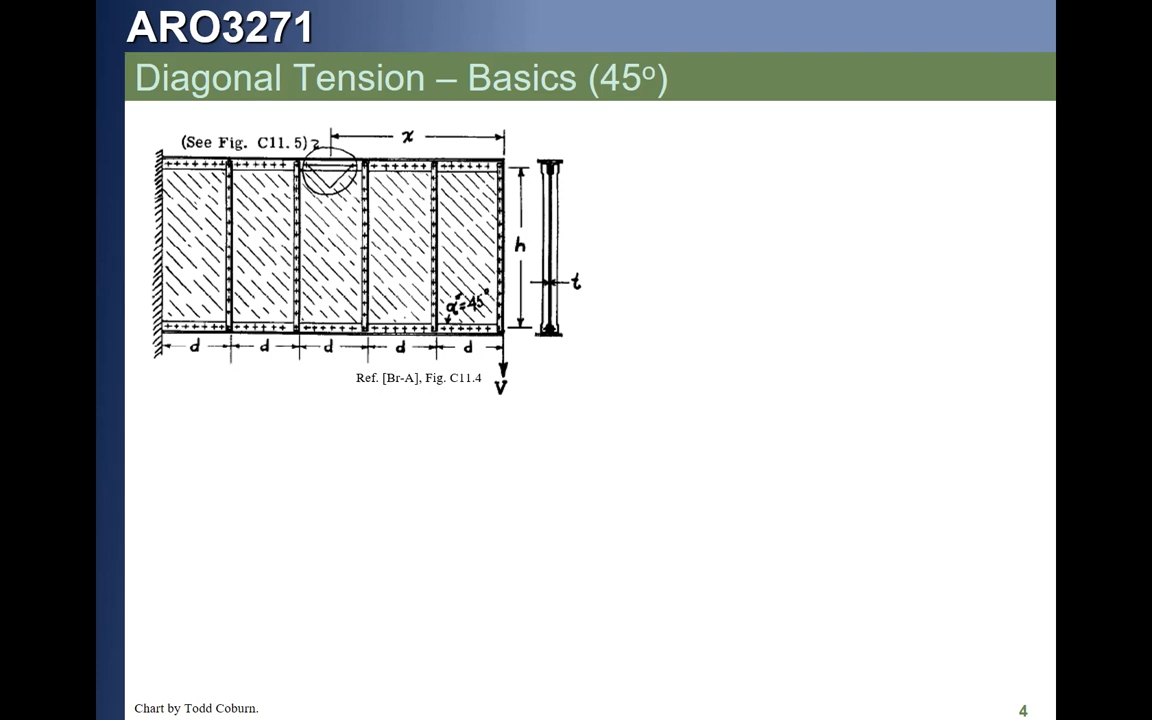 ARO3271
Diagonal Tension – Basics (45º)
(See Fig. C11.5)
x
h
t
α=45°
d d d d d
Ref. [Br-A], Fig. C11.4
V
Chart by Todd Coburn.
4